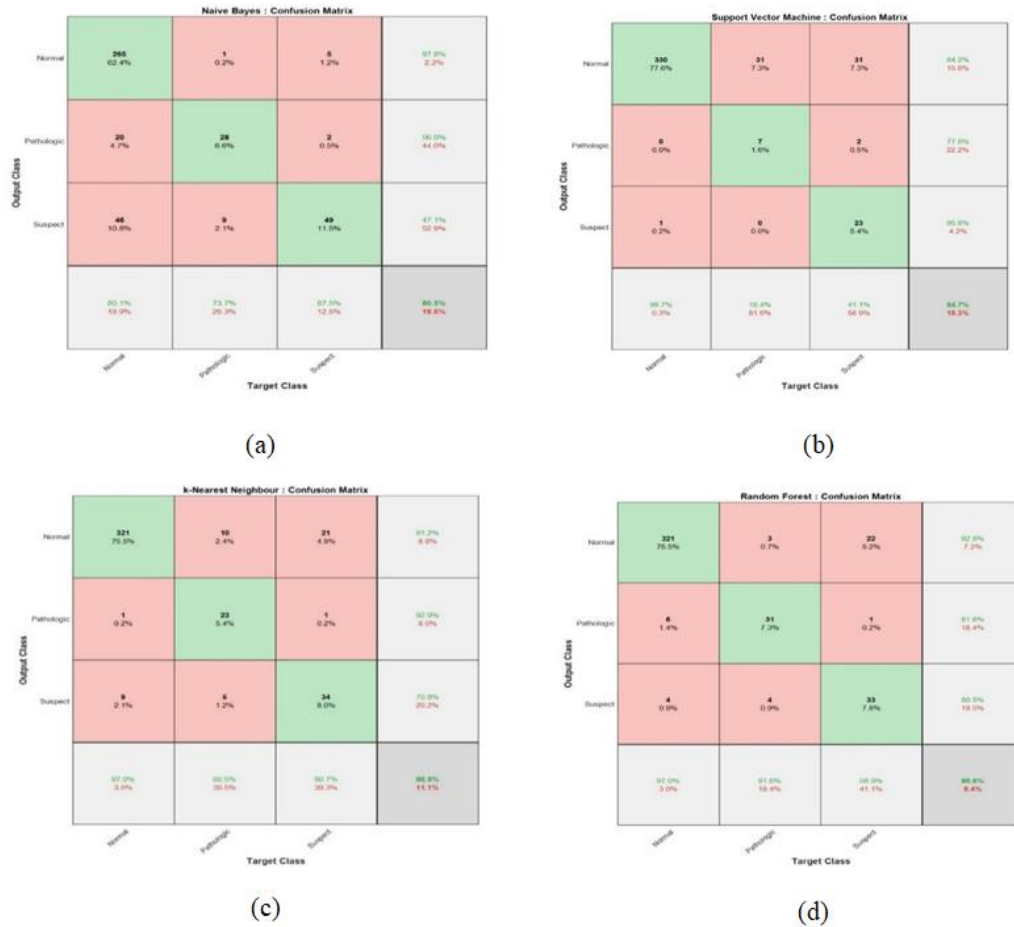 Naive Bayes : Confusion Matrix
Normal
265 1 5 97.8%
62.4% 0.2% 1.2% 2.2%
Pathologic
20 28 2 56.0%
4.7% 6.6% 0.5% 44.0%
Suspect
46 9 49 47.1%
10.8% 2.1% 11.5% 52.9%
80.1% 73.7% 87.5% 80.5%
19.9% 26.3% 12.5% 19.5%
Output Class
Normal Pathologic Suspect
Target Class
(a)
Support Vector Machine : Confusion Matrix
Normal
330 31 31 84.2%
77.6% 7.3% 7.3% 15.8%
Pathologic
0 7 2 77.8%
0.0% 1.6% 0.5% 22.2%
Suspect
1 0 23 95.8%
0.2% 0.0% 5.4% 4.2%
99.7% 18.4% 41.1% 84.7%
0.3% 81.6% 58.9% 15.3%
Output Class
Normal Pathologic Suspect
Target Class
(b)
k-Nearest Neighbour : Confusion Matrix
Normal
321 10 21 91.2%
75.5% 2.4% 4.9% 8.8%
Pathologic
1 23 1 92.0%
0.2% 5.4% 0.2% 8.0%
Suspect
9 5 34 70.8%
2.1% 1.2% 8.0% 29.2%
97.0% 60.5% 60.7% 88.9%
3.0% 39.5% 39.3% 11.1%
Output Class
Normal Pathologic Suspect
Target Class
(c)
Random Forest : Confusion Matrix
Normal
321 3 22 92.8%
75.5% 0.7% 5.2% 7.2%
Pathologic
6 31 1 81.6%
1.4% 7.3% 0.2% 18.4%
Suspect
4 4 33 80.5%
0.9% 0.9% 7.8% 19.5%
97.0% 81.6% 58.9% 90.6%
3.0% 18.4% 41.1% 9.4%
Output Class
Normal Pathologic Suspect
Target Class
(d)